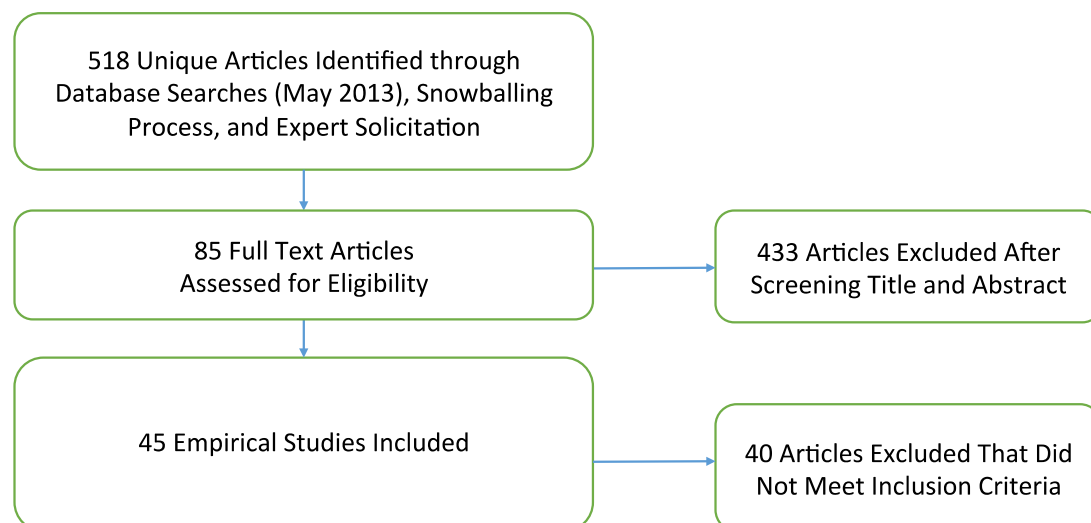 518 Unique Articles Identified through
Database Searches (May 2013), Snowballing
Process, and Expert Solicitation
85 Full Text Articles
Assessed for Eligibility
433 Articles Excluded After
Screening Title and Abstract
45 Empirical Studies Included
40 Articles Excluded That Did
Not Meet Inclusion Criteria